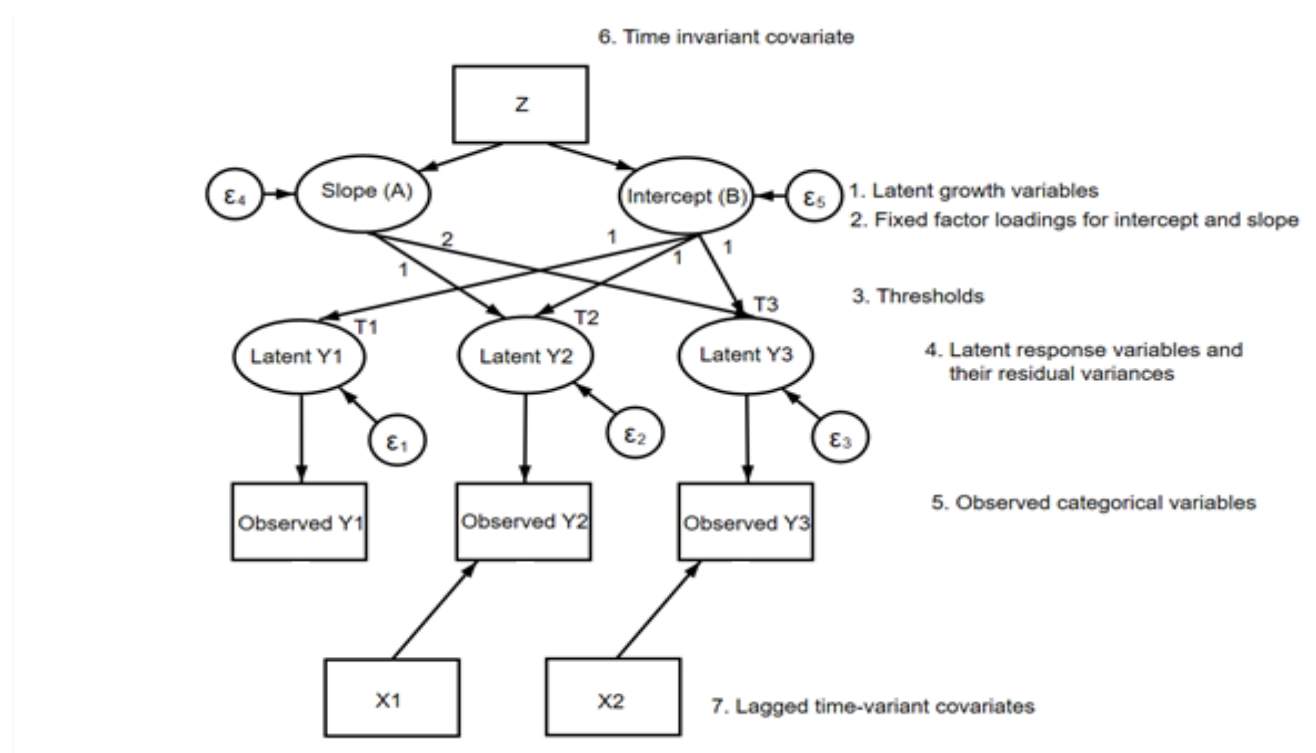 6. Time invariant covariate
Z
ε4
Slope (A)
Intercept (B)
ε5
1. Latent growth variables
2. Fixed factor loadings for intercept and slope
2
1
1
1
1
3. Thresholds
T1
T2
T3
Latent Y1
Latent Y2
Latent Y3
4. Latent response variables and
their residual variances
ε1
ε2
ε3
Observed Y1
Observed Y2
Observed Y3
5. Observed categorical variables
X1
X2
7. Lagged time-variant covariates